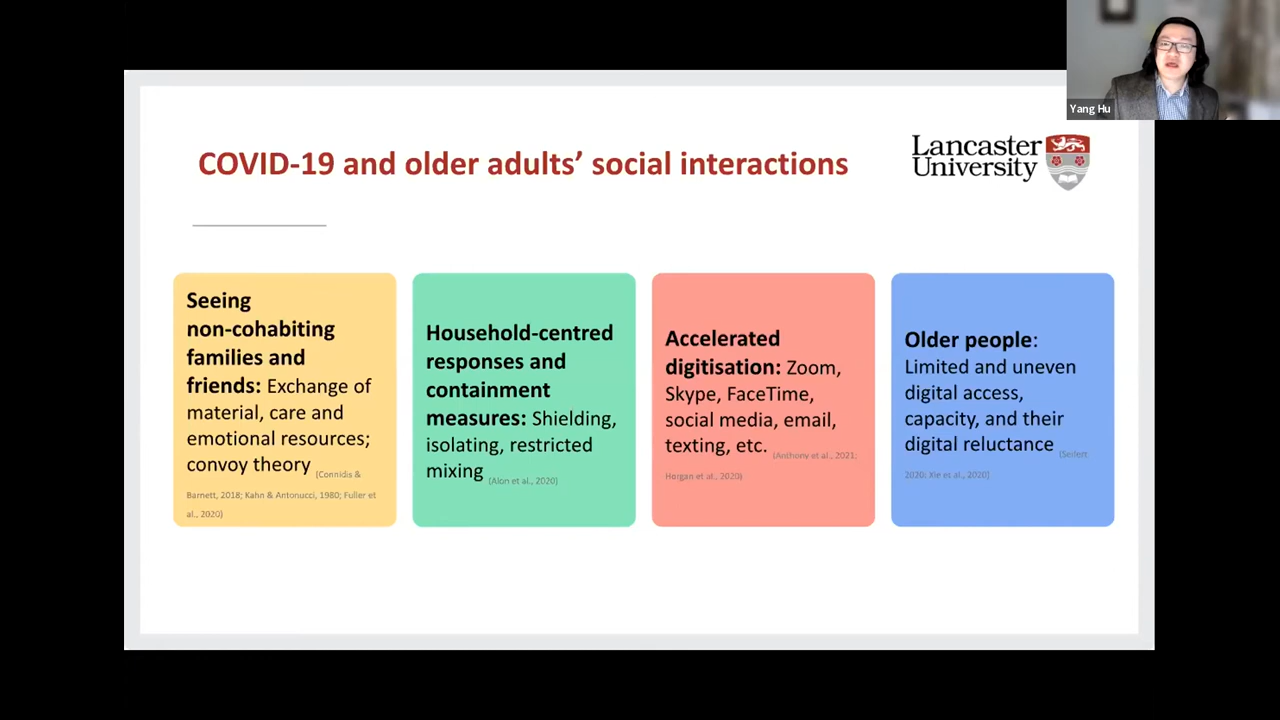 Yang Hu
COVID-19 and older adults’ social interactions
Lancaster
University
Seeing
non-cohabiting
families and
friends: Exchange of
material, care and
emotional resources;
convoy theory (Connidis &
Barnett, 2018; Kahn & Antonucci, 1980; Fuller et
al., 2020)
Household-centred
responses and
containment
measures: Shielding,
isolating, restricted
mixing (Alon et al., 2020)
Accelerated
digitisation: Zoom,
Skype, FaceTime,
social media, email,
texting, etc. (Anthony et al., 2021;
Horgan et al., 2020)
Older people:
Limited and uneven
digital access,
capacity, and their
digital reluctance (Seifert
2020; Xie et al., 2020)